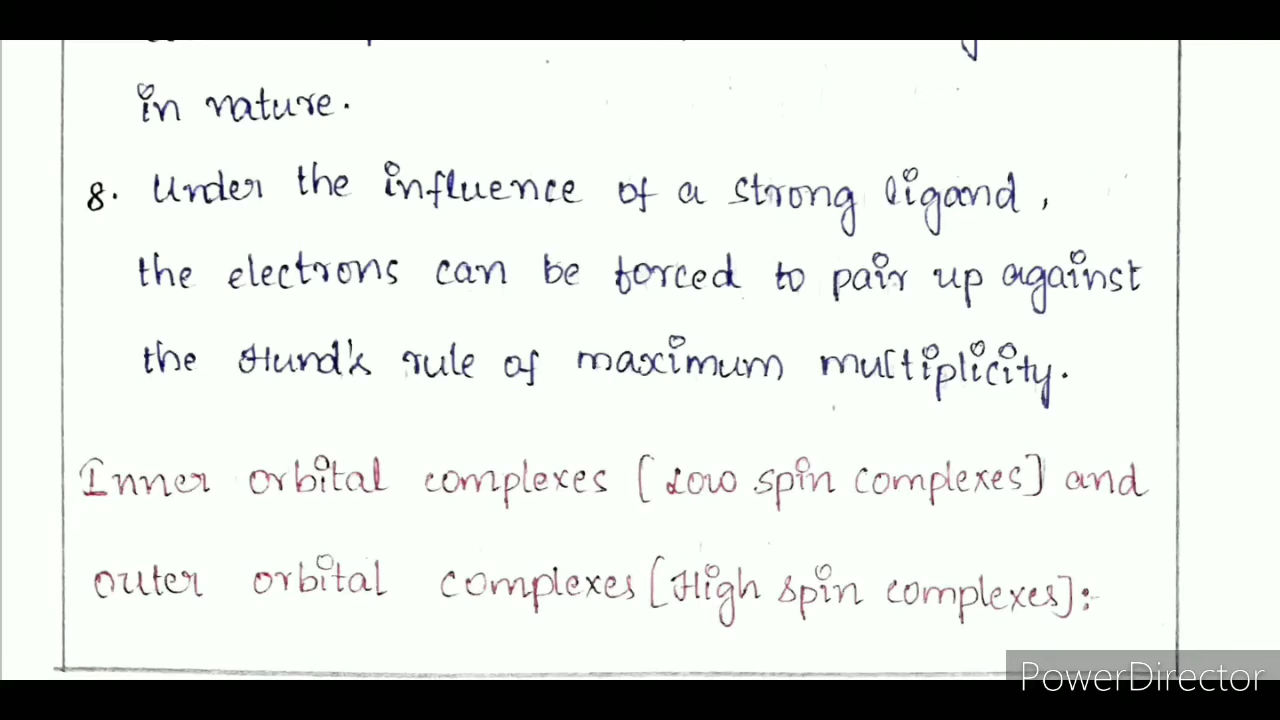 in nature.
8. Under the influence of a strong ligand,
the electrons can be forced to pair up against
the Hund's rule of maximum multiplicity.
Inner orbital complexes [Low spin complexes] and
outer orbital complexes [High spin complexes]:-
PowerDirector